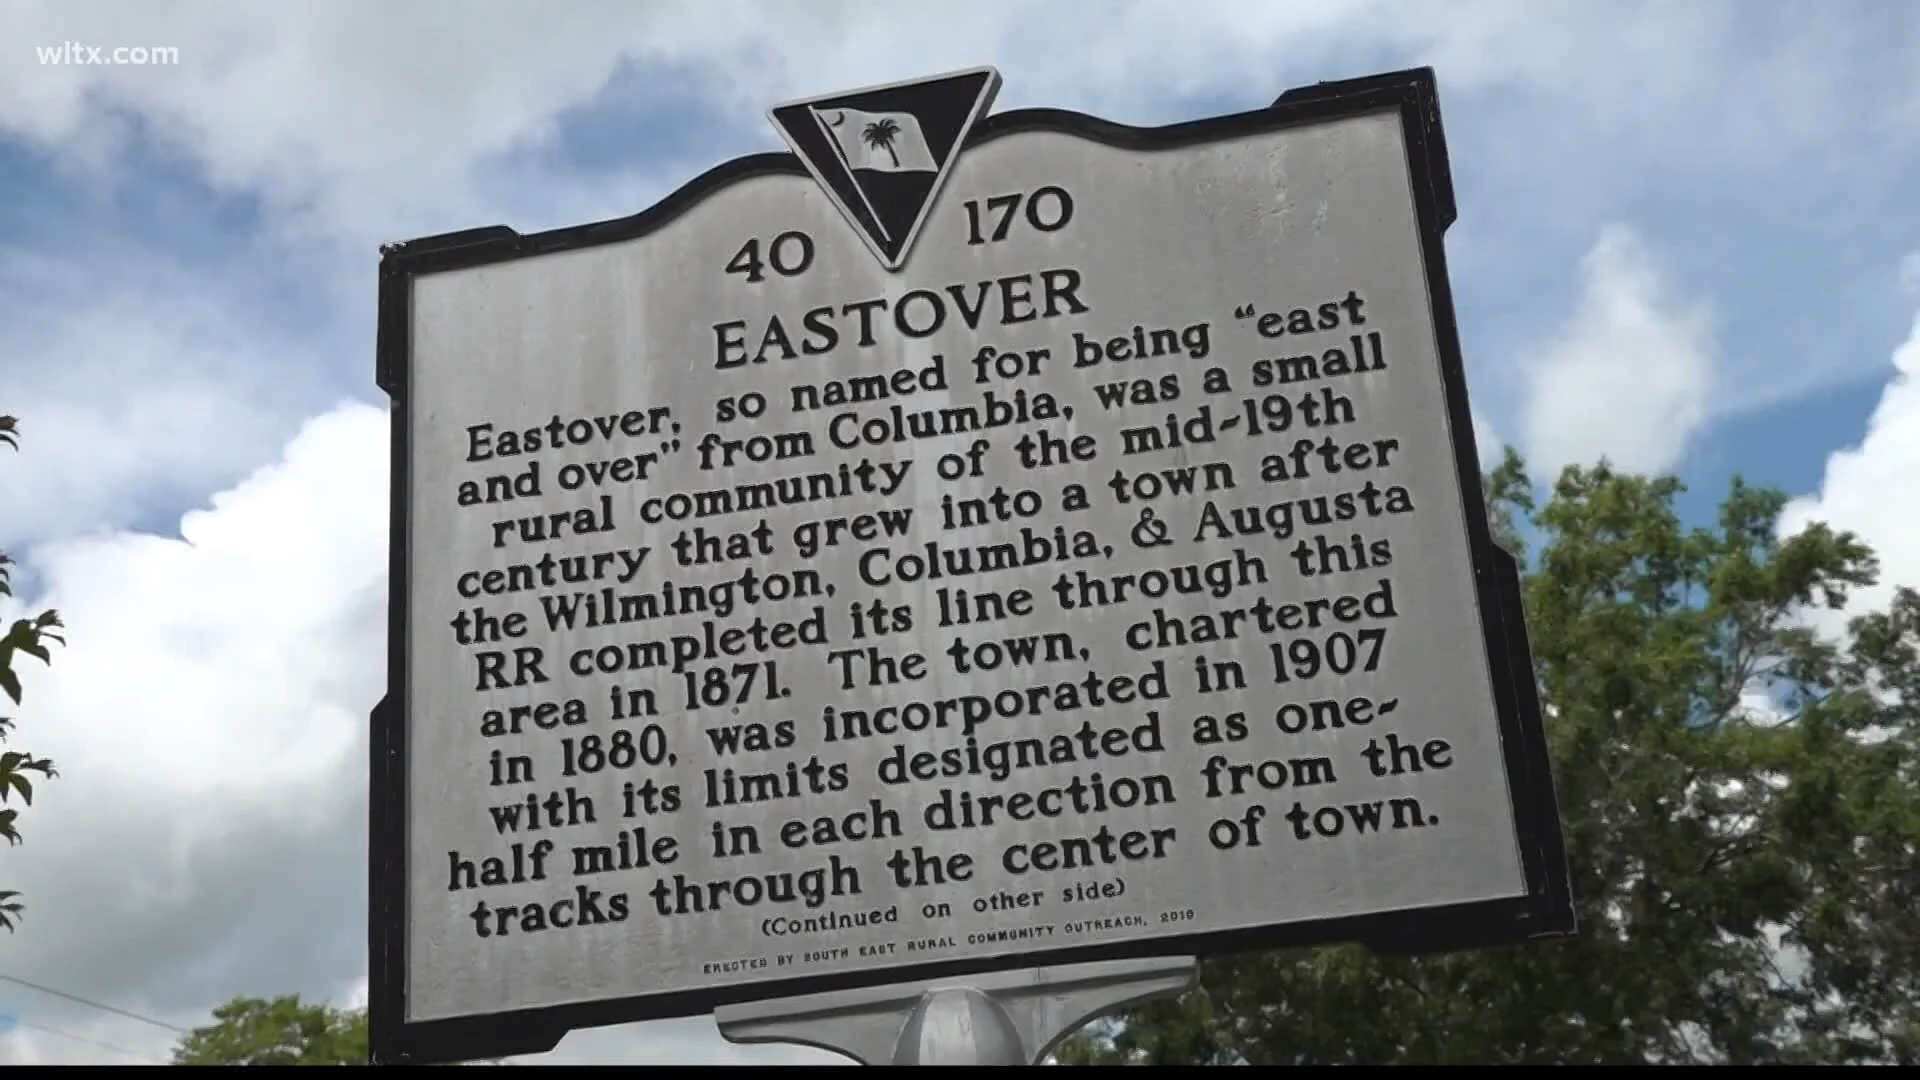 wltx.com
40 170
EASTOVER
Eastover, so named for being “east
and over” from Columbia, was a small
rural community of the mid-19th
century that grew into a town after
the Wilmington, Columbia, & Augusta
RR completed its line through this
area in 1871. The town, chartered
in 1880, was incorporated in 1907
with its limits designated as one-
half mile in each direction from the
tracks through the center of town.
(Continued on other side)
ERECTED BY SOUTH EAST RURAL COMMUNITY OUTREACH, 2010